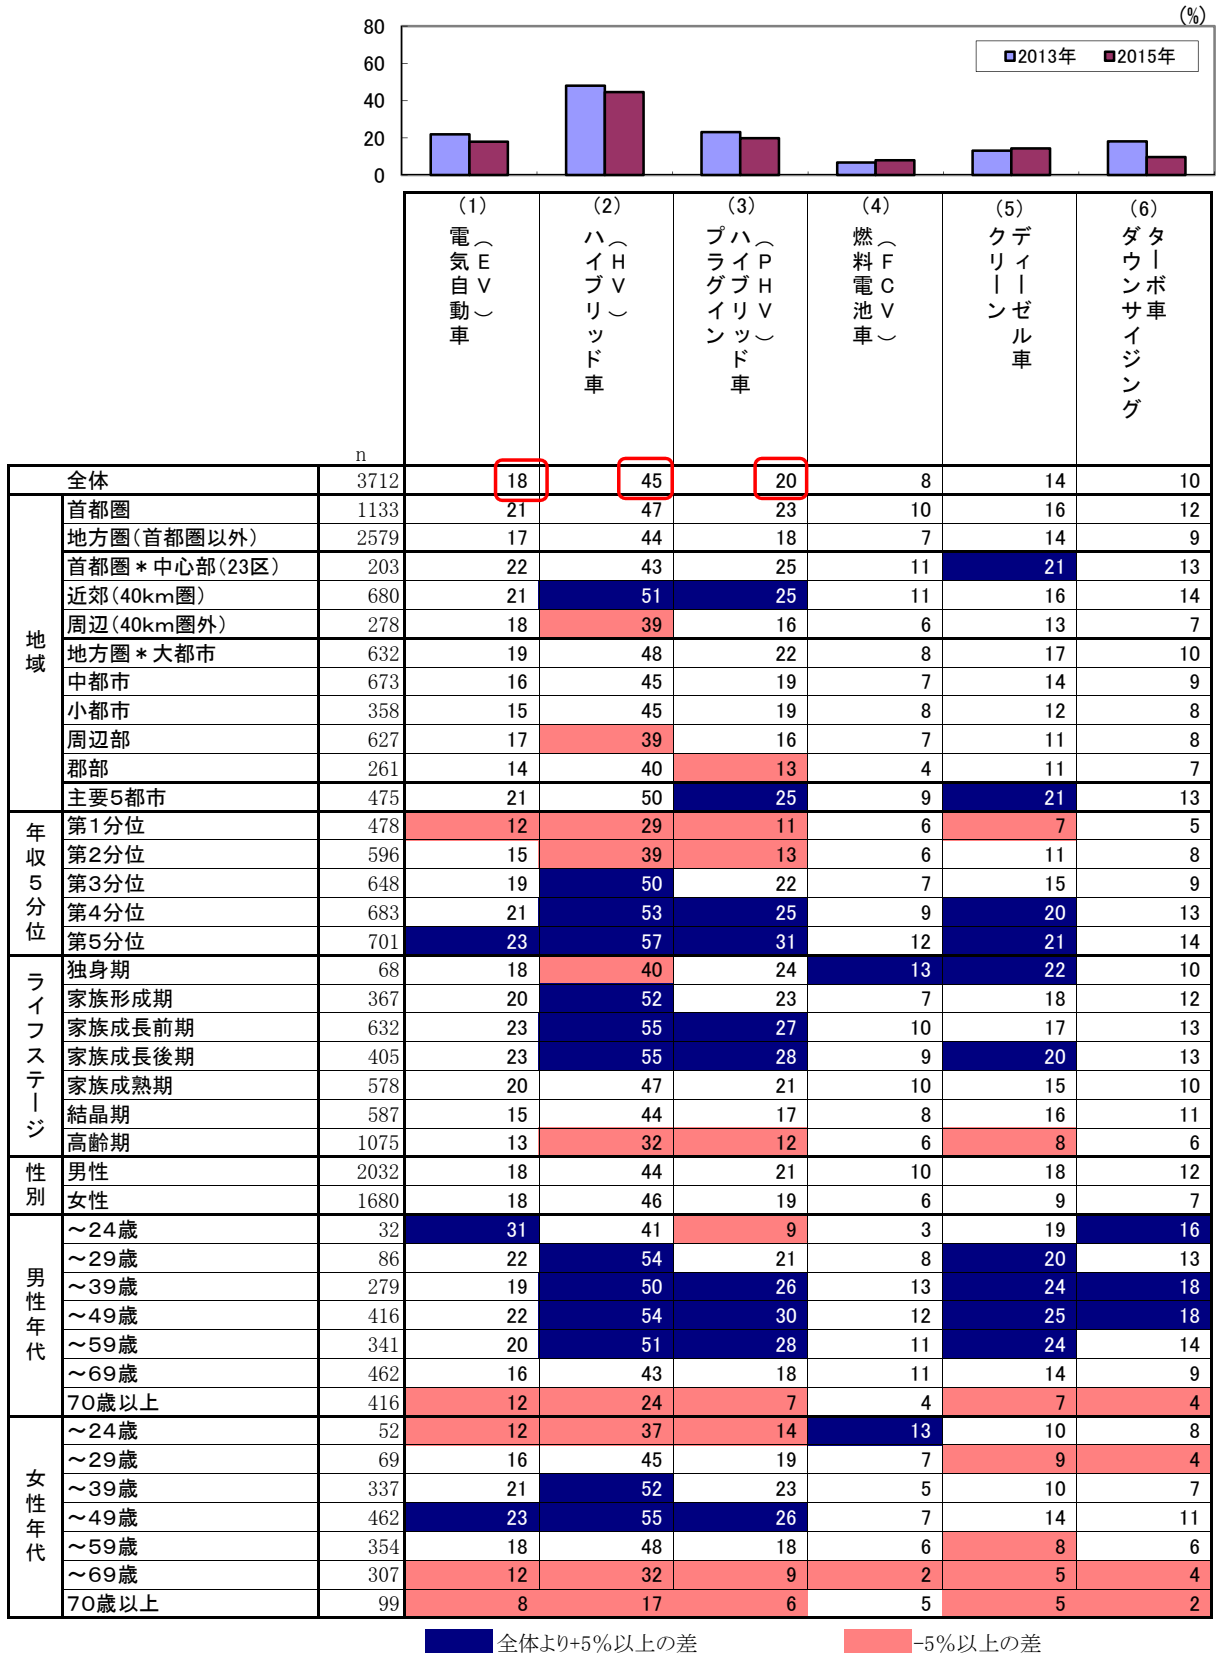 (%)
80
60
40
20
0
2013年 2015年
(1) 電気自動車(EV)
(2) ハイブリッド車(HV)
(3) プラグインハイブリッド車(PHV)
(4) 燃料電池車(FCV)
(5) クリーンディーゼル車
(6) ダウンサイジングターボ車
n
全体 3712 18 45 20 8 14 10
地域
首都圏 1133 21 47 23 10 16 12
地方圏(首都圏以外) 2579 17 44 18 7 14 9
首都圏*中心部(23区) 203 22 43 25 11 21 13
近郊(40km圏) 680 21 51 25 11 16 14
周辺(40km圏外) 278 18 39 16 6 13 7
地方圏*大都市 632 19 48 22 8 17 10
中都市 673 16 45 19 7 14 9
小都市 358 15 45 19 8 12 8
周辺部 627 17 39 16 7 11 8
郡部 261 14 40 13 4 11 7
主要5都市 475 21 50 25 9 21 13
年収5分位
第1分位 478 12 29 11 6 7 5
第2分位 596 15 39 13 6 11 8
第3分位 648 19 50 22 7 15 9
第4分位 683 21 53 25 9 20 13
第5分位 701 23 57 31 12 21 14
ライフステージ
独身期 68 18 40 24 13 22 10
家族形成期 367 20 52 23 7 18 12
家族成長前期 632 23 55 27 10 17 13
家族成長後期 405 23 55 28 9 20 13
家族成熟期 578 20 47 21 10 15 10
結晶期 587 15 44 17 8 16 11
高齢期 1075 13 32 12 6 8 6
性別
男性 2032 18 44 21 10 18 12
女性 1680 18 46 19 6 9 7
男性年代
~24歳 32 31 41 9 3 19 16
~29歳 86 22 54 21 8 20 13
~39歳 279 19 50 26 13 24 18
~49歳 416 22 54 30 12 25 18
~59歳 341 20 51 28 11 24 14
~69歳 462 16 43 18 11 14 9
70歳以上 416 12 24 7 4 7 4
女性年代
~24歳 52 12 37 14 13 10 8
~29歳 69 16 45 19 7 9 4
~39歳 337 21 52 23 5 10 7
~49歳 462 23 55 26 7 14 11
~59歳 354 18 48 18 6 8 6
~69歳 307 12 32 9 2 5 4
70歳以上 99 8 17 6 5 5 2
全体より+5%以上の差 -5%以上の差